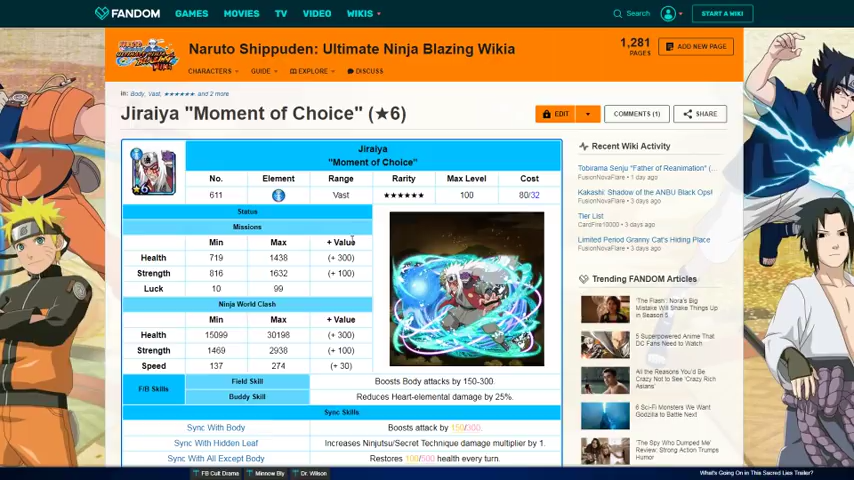 FANDOM GAMES MOVIES TV VIDEO WIKIS Search START A WIKI
Naruto Shippuden: Ultimate Ninja Blazing Wikia 1,281 PAGES ADD NEW PAGE
CHARACTERS GUIDE EXPLORE DISCUSS
in: Body, Vast, ★★★★★★ and 2 more
Jiraiya "Moment of Choice" (★6) EDIT COMMENTS (1) SHARE
Jiraiya
"Moment of Choice"
No. Element Range Rarity Max Level Cost
611 Vast ★★★★★★ 100 80/32
Status
Missions
Min Max + Value
Health 719 1438 (+ 300)
Strength 816 1632 (+ 100)
Luck 10 99
Ninja World Clash
Min Max + Value
Health 15099 30198 (+ 300)
Strength 1469 2938 (+ 100)
Speed 137 274 (+ 30)
F/B Skills
Field Skill Boosts Body attacks by 150-300.
Buddy Skill Reduces Heart-elemental damage by 25%.
Sync Skills
Sync With Body Boosts attack by 150/300.
Sync With Hidden Leaf Increases Ninjutsu/Secret Technique damage multiplier by 1.
Sync With All Except Body Restores 100/500 health every turn.
Recent Wiki Activity
Tobirama Senju "Father of Reanimation" (...
FusionNovaFlare • 1 day ago
Kakashi: Shadow of the ANBU Black Ops!
FusionNovaFlare • 3 days ago
Tier List
CardFire10000 • 3 days ago
Limited Period Granny Cat's Hiding Place
FusionNovaFlare • 3 days ago
Trending FANDOM Articles
'The Flash': Nora's Big
Mistake Will Shake Things Up
in Season 5
5 Superpowered Anime That
DC Fans Need to Watch
All the Reasons You'd Be
Crazy Not to See 'Crazy Rich
Asians'
6 Sci-Fi Monsters We Want
Godzilla to Battle Next
'The Spy Who Dumped Me'
Review: Strong Action Trumps
Humor
FB Cult Drama Minnow Bly Dr. Wilson What's Going On in This Sacred Lies Trailer?